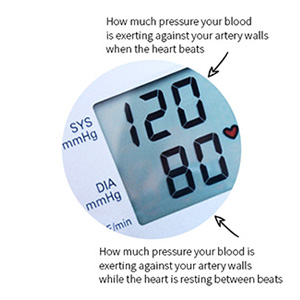 How much pressure your blood
is exerting against your artery walls
when the heart beats
120
SYS
mmHg
80
DIA
mmHg
/min
How much pressure your blood is
exerting against your artery walls
while the heart is resting between beats